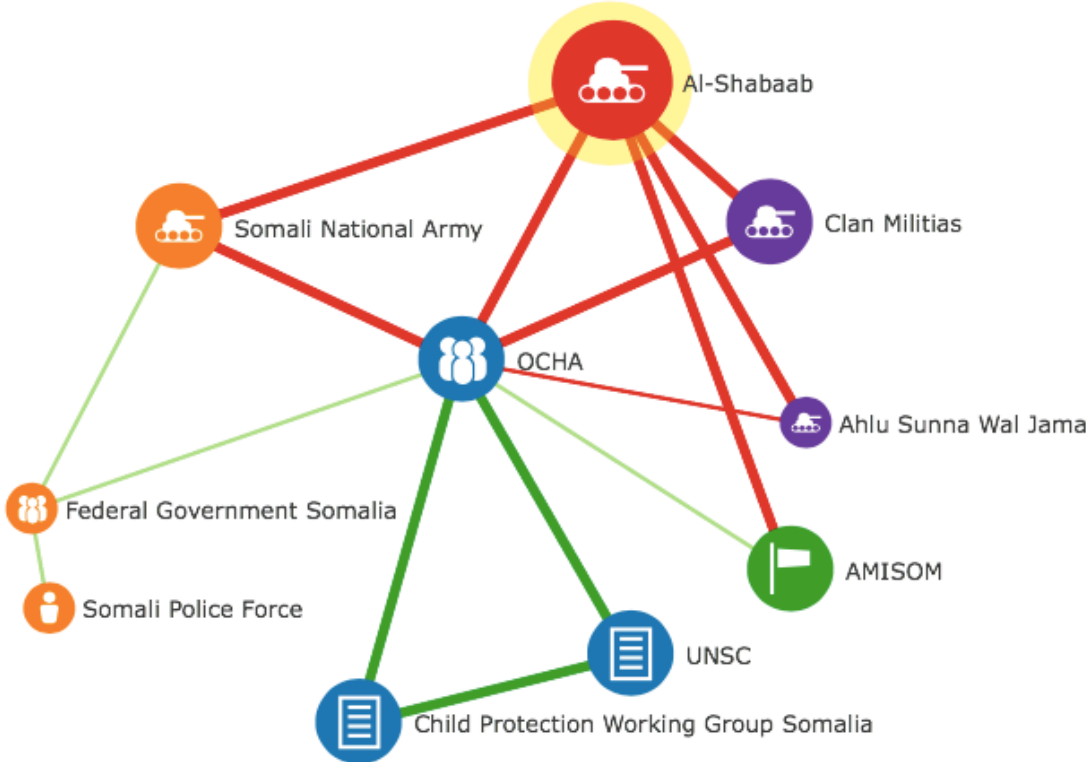 Al-Shabaab
Somali National Army
Clan Militias
OCHA
Ahlu Sunna Wal Jama
Federal Government Somalia
AMISOM
Somali Police Force
UNSC
Child Protection Working Group Somalia